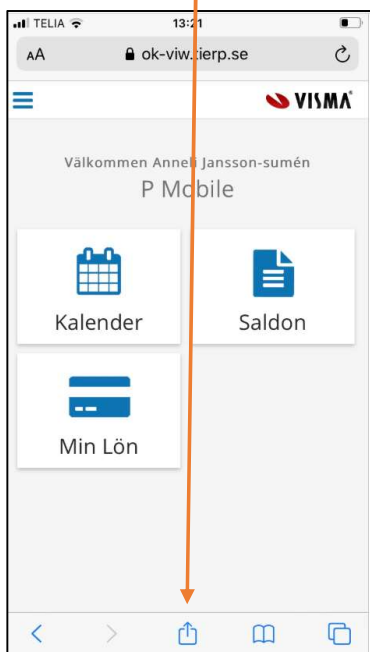 TELIA 13:21
AA ok-viw.tierp.se
VISMA
Välkommen Anneli Jansson-sumén
P Mobile
Kalender Saldon
Min Lön